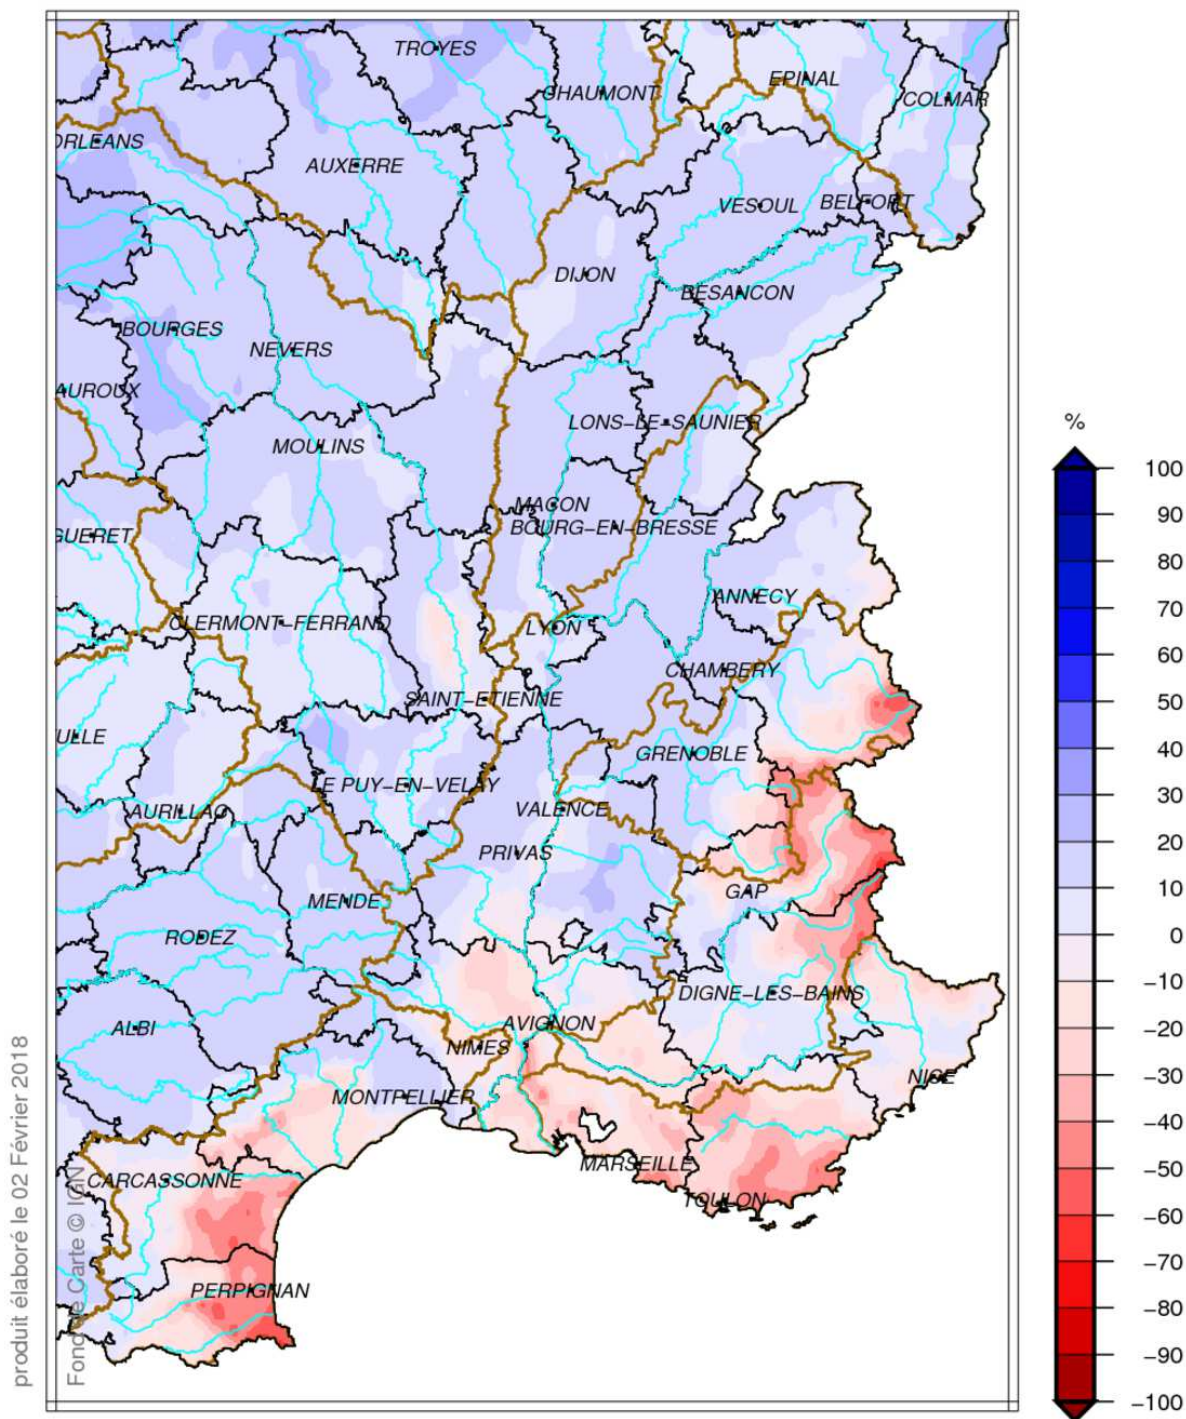 TROYES
CHAUMONT
EPINAL
COLMAR
ORLEANS
AUXERRE
VESOUL
BELFORT
DIJON
BESANCON
BOURGES
NEVERS
AUROUX
LONS-LE-SAUNIER
MOULINS
MACON
BOURG-EN-BRESSE
GUERET
ANNECY
CLERMONT-FERRAND
LYON
CHAMBERY
SAINT-ETIENNE
ULLE
GRENOBLE
LE PUY-EN-VELAY
AURILLAC
VALENCE
PRIVAS
GAP
MENDE
RODEZ
DIGNE-LES-BAINS
ALBI
AVIGNON
NIMES
NICE
MONTPELLIER
MARSEILLE
CARCASSONNE
TOULON
PERPIGNAN
%
100
90
80
70
60
50
40
30
20
10
0
-10
-20
-30
-40
-50
-60
-70
-80
-90
-100
produit élaboré le 02 Février 2018
Fond de Carte © IGN